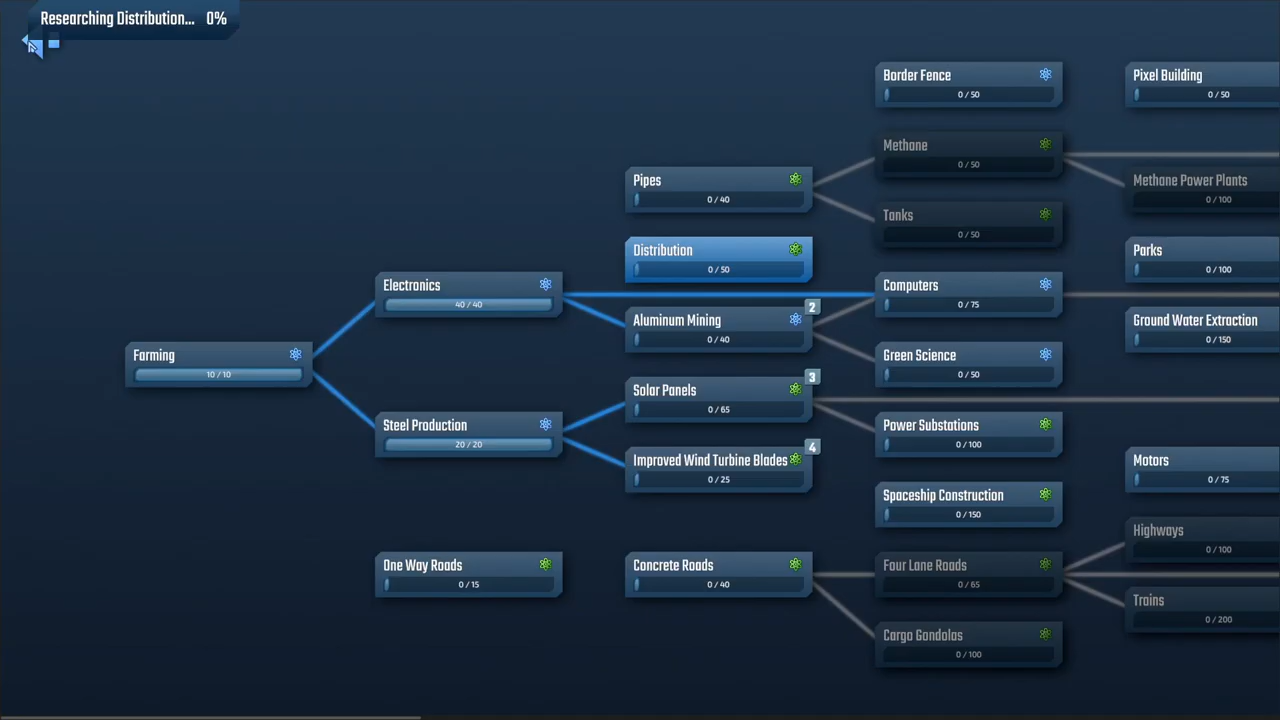 Researching Distribution... 0%
Border Fence
0 / 50
Pixel Building
0 / 50
Methane
0 / 50
Pipes
0 / 40
Methane Power Plants
0 / 100
Tanks
0 / 50
Distribution
0 / 50
Parks
0 / 100
Electronics
40 / 40
Computers
0 / 75
2
Aluminum Mining
0 / 40
Ground Water Extraction
0 / 150
Farming
10 / 10
Green Science
0 / 50
3
Solar Panels
0 / 65
Steel Production
20 / 20
Power Substations
0 / 100
4
Improved Wind Turbine Blades
0 / 25
Motors
0 / 75
Spaceship Construction
0 / 150
Highways
0 / 100
One Way Roads
0 / 15
Concrete Roads
0 / 40
Four Lane Roads
0 / 65
Trains
0 / 200
Cargo Gondolas
0 / 100